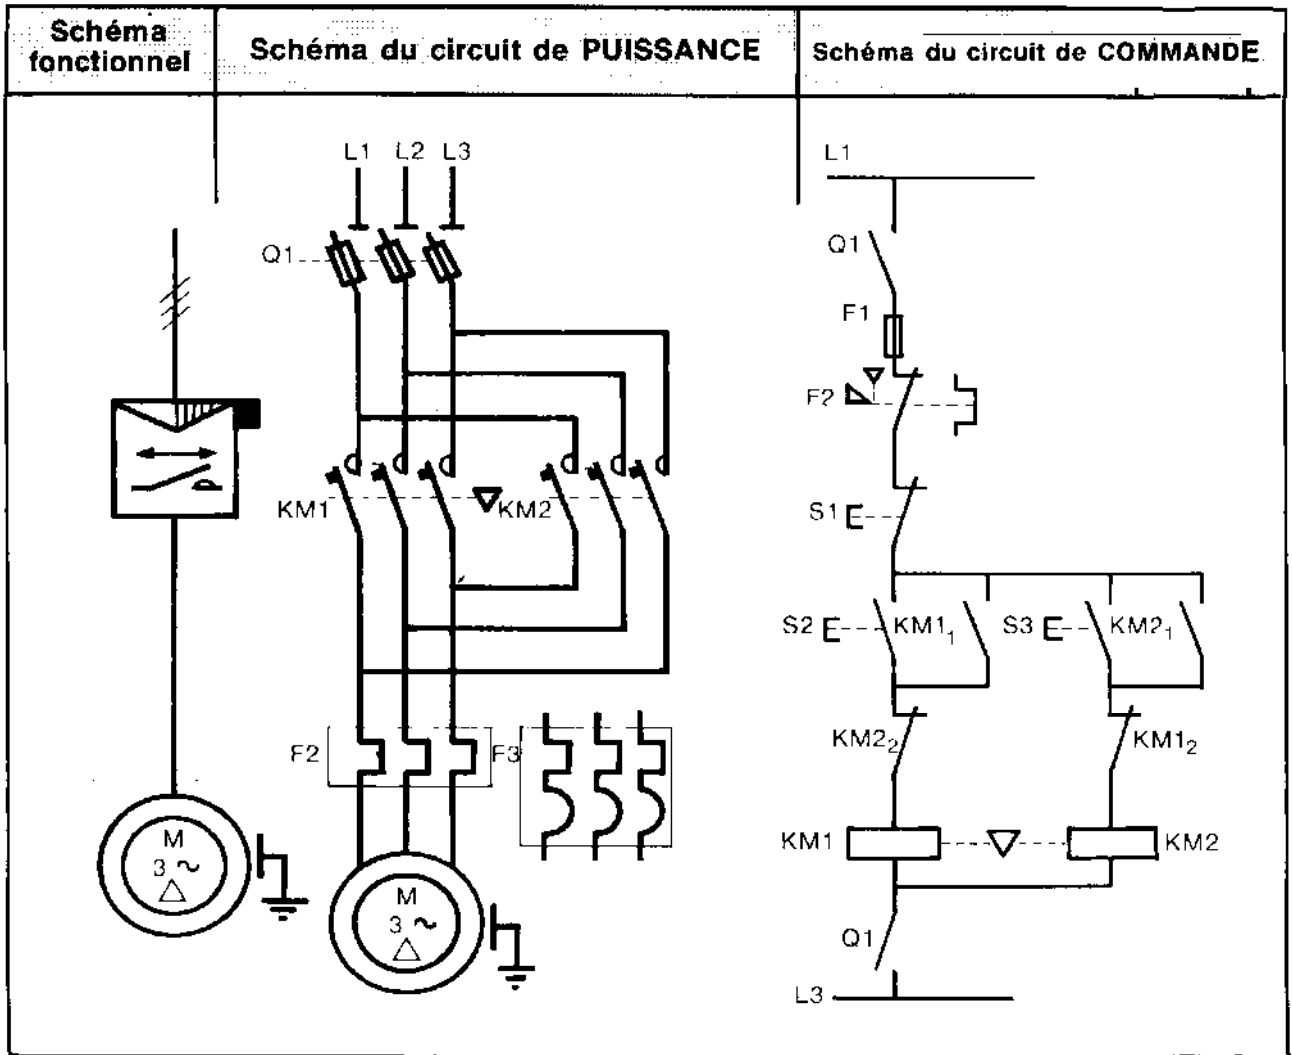 Schéma
fonctionnel
Schéma du circuit de PUISSANCE
Schéma du circuit de COMMANDE
L1 L2 L3
Q1
KM1
KM2
F2
F3
M
3 ~
M
3 ~
L1
Q1
F1
F2
S1
S2
KM1₁
S3
KM2₁
KM2₂
KM1₂
KM1
KM2
Q1
L3